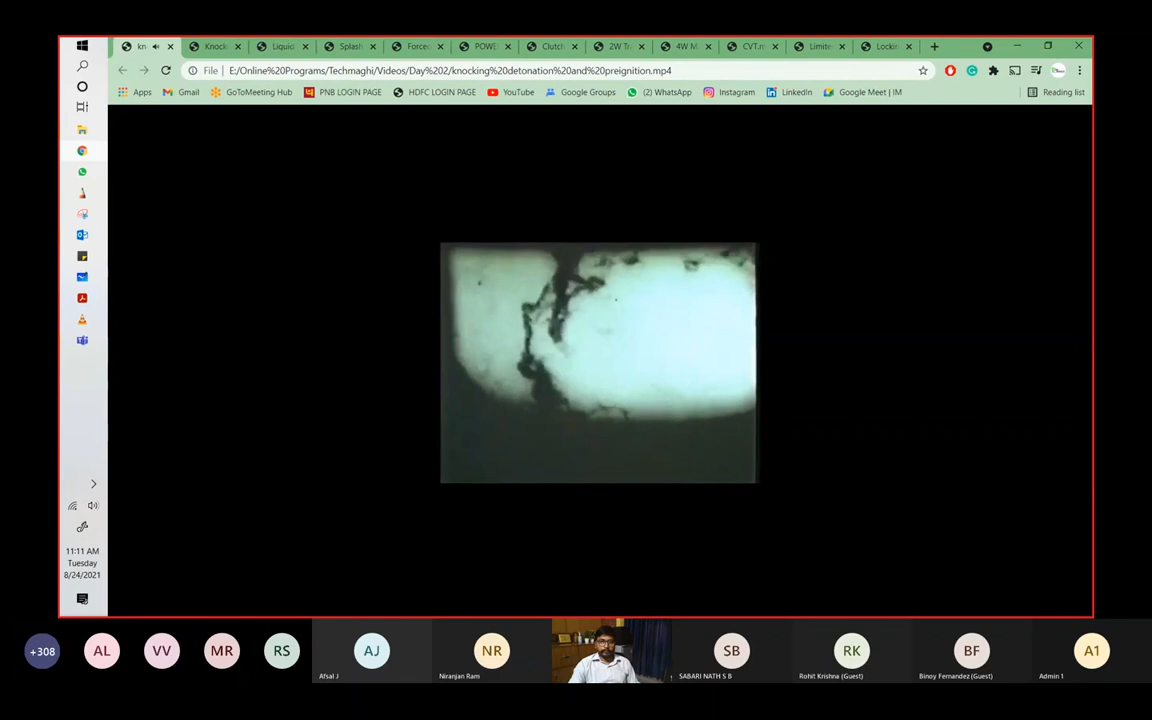 kn
Knock
Liquid
Splash
Forced
POWE
Clutch
2W Tr
4W M
CVT.m
Limite
Lockin
File | E:/Online%20Programs/Techmaghi/Videos/Day%202/knocking%20detonation%20and%20preignition.mp4
Apps
Gmail
GoToMeeting Hub
PNB LOGIN PAGE
HDFC LOGIN PAGE
YouTube
Google Groups
(2) WhatsApp
Instagram
LinkedIn
Google Meet | IM
Reading list
11:11 AM
Tuesday
8/24/2021
+308
AL
VV
MR
RS
AJ
NR
SB
RK
BF
A1
Afsal J
Niranjan Ram
SABARI NATH S B
Rohit Krishna (Guest)
Binoy Fernandez (Guest)
Admin 1